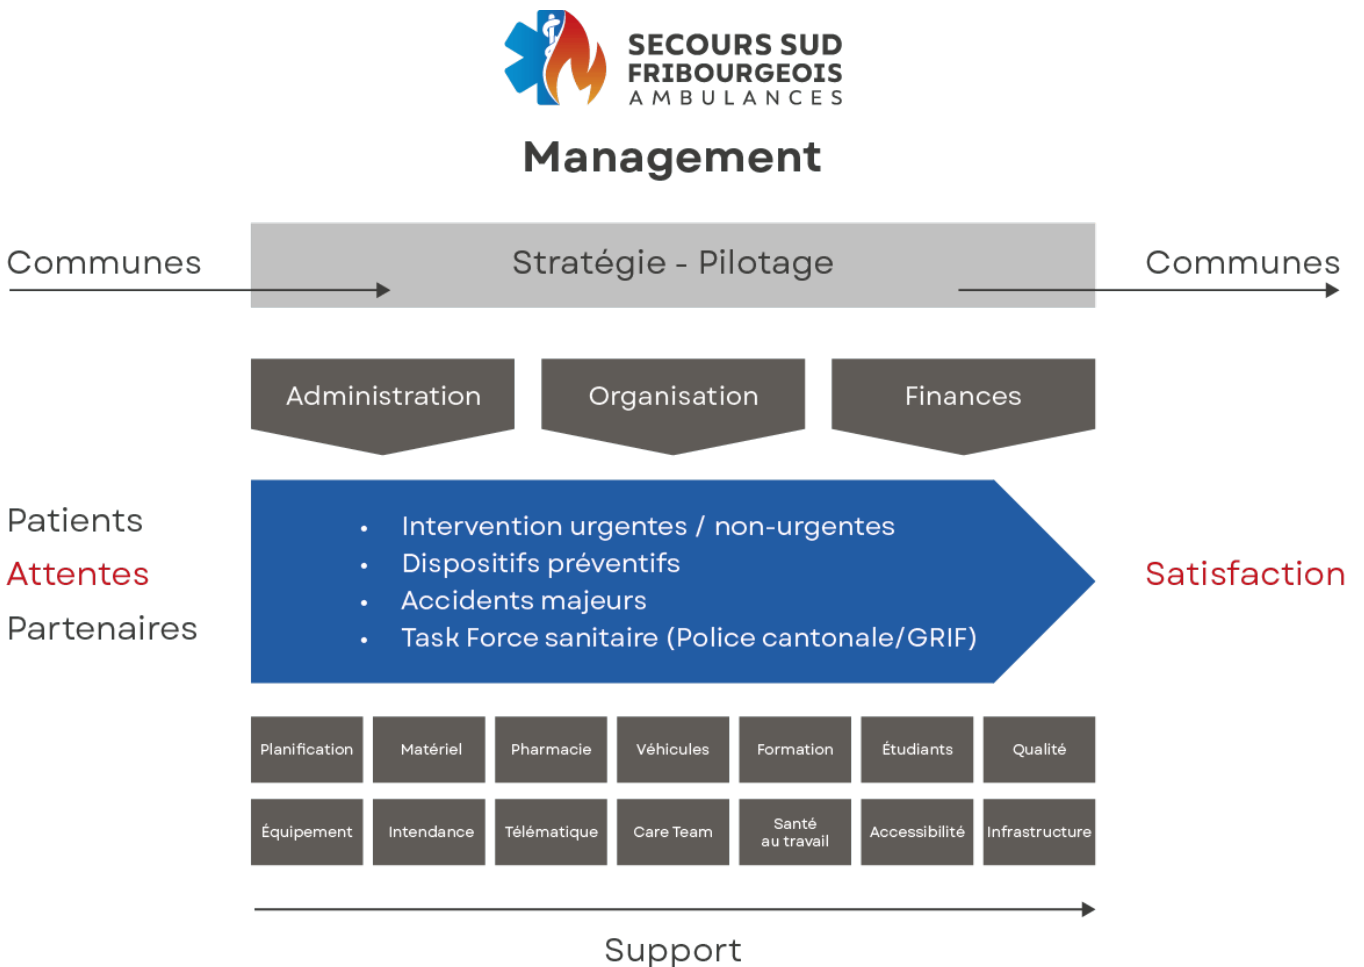 SECOURS SUD
FRIBOURGEOIS
AMBULANCES
Management
Communes
Stratégie - Pilotage
Communes
Administration
Organisation
Finances
Patients
Attentes
Partenaires
• Intervention urgentes / non-urgentes
• Dispositifs préventifs
• Accidents majeurs
• Task Force sanitaire (Police cantonale/GRIF)
Satisfaction
Planification
Matériel
Pharmacie
Véhicules
Formation
Étudiants
Qualité
Équipement
Intendance
Télématique
Care Team
Santé
au travail
Accessibilité
Infrastructure
Support